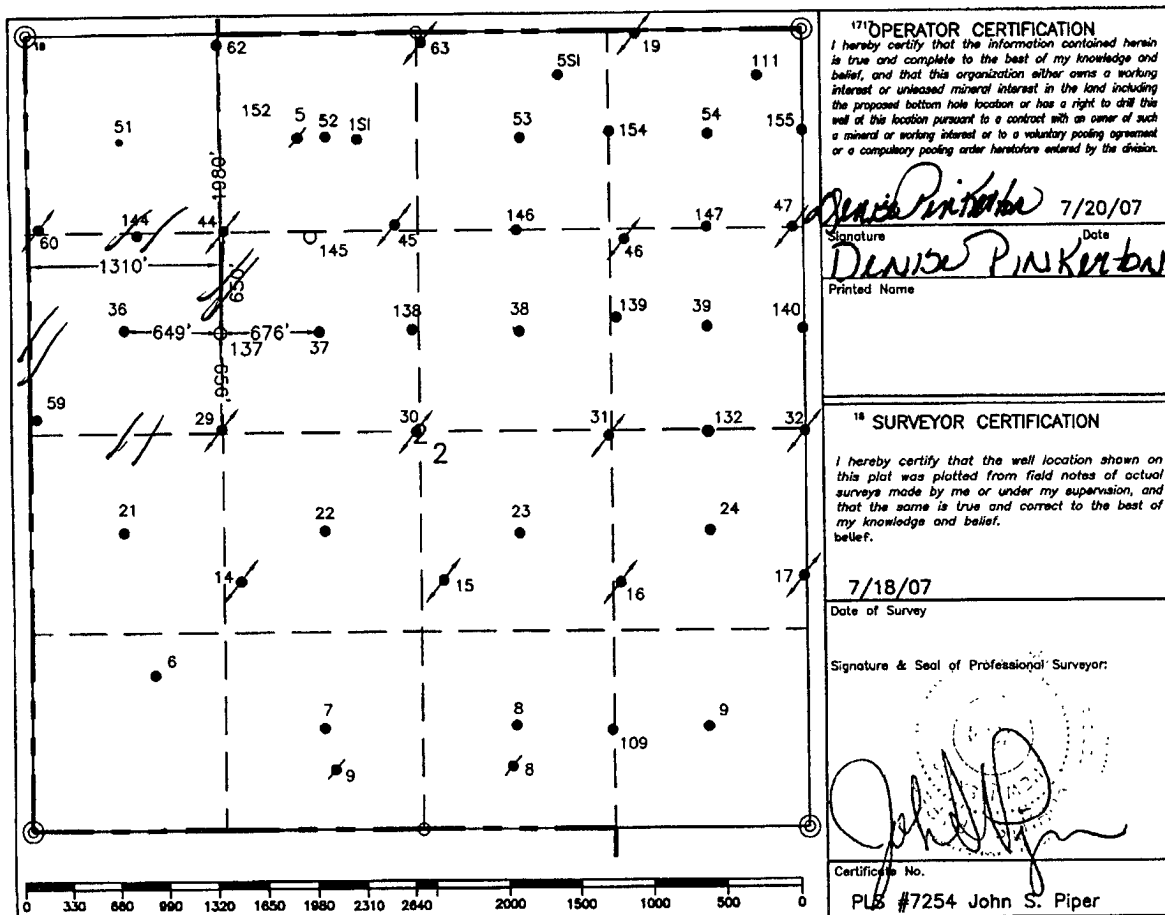 18
62
63
19
5SI
111
152
5
52
1SI
53
154
54
155
51
1980'
60
144
44
145
45
146
46
147
47
1310'
650'
36
649'
676'
137
37
138
38
139
39
140
656'
59
29
30
2
31
132
32
21
22
23
24
14
15
16
17
6
7
8
109
9
9
8
0 330 660 990 1320 1650 1980 2310 2640 2000 1500 1000 500 0
1717 OPERATOR CERTIFICATION
I hereby certify that the information contained herein
is true and complete to the best of my knowledge and
belief, and that this organization either owns a working
interest or unleased mineral interest in the land including
the proposed bottom hole location or has a right to drill this
well at this location pursuant to a contract with an owner of such
a mineral or working interest or to a voluntary pooling agreement
or a compulsory pooling order heretofore entered by the division.
Denise Pinkerton 7/20/07
Signature Date
DENISE PINKERTON
Printed Name
18 SURVEYOR CERTIFICATION
I hereby certify that the well location shown on
this plat was plotted from field notes of actual
surveys made by me or under my supervision, and
that the same is true and correct to the best of
my knowledge and belief.
belief.
7/18/07
Date of Survey
Signature & Seal of Professional Surveyor:
Certificate No.
PLS #7254 John S. Piper